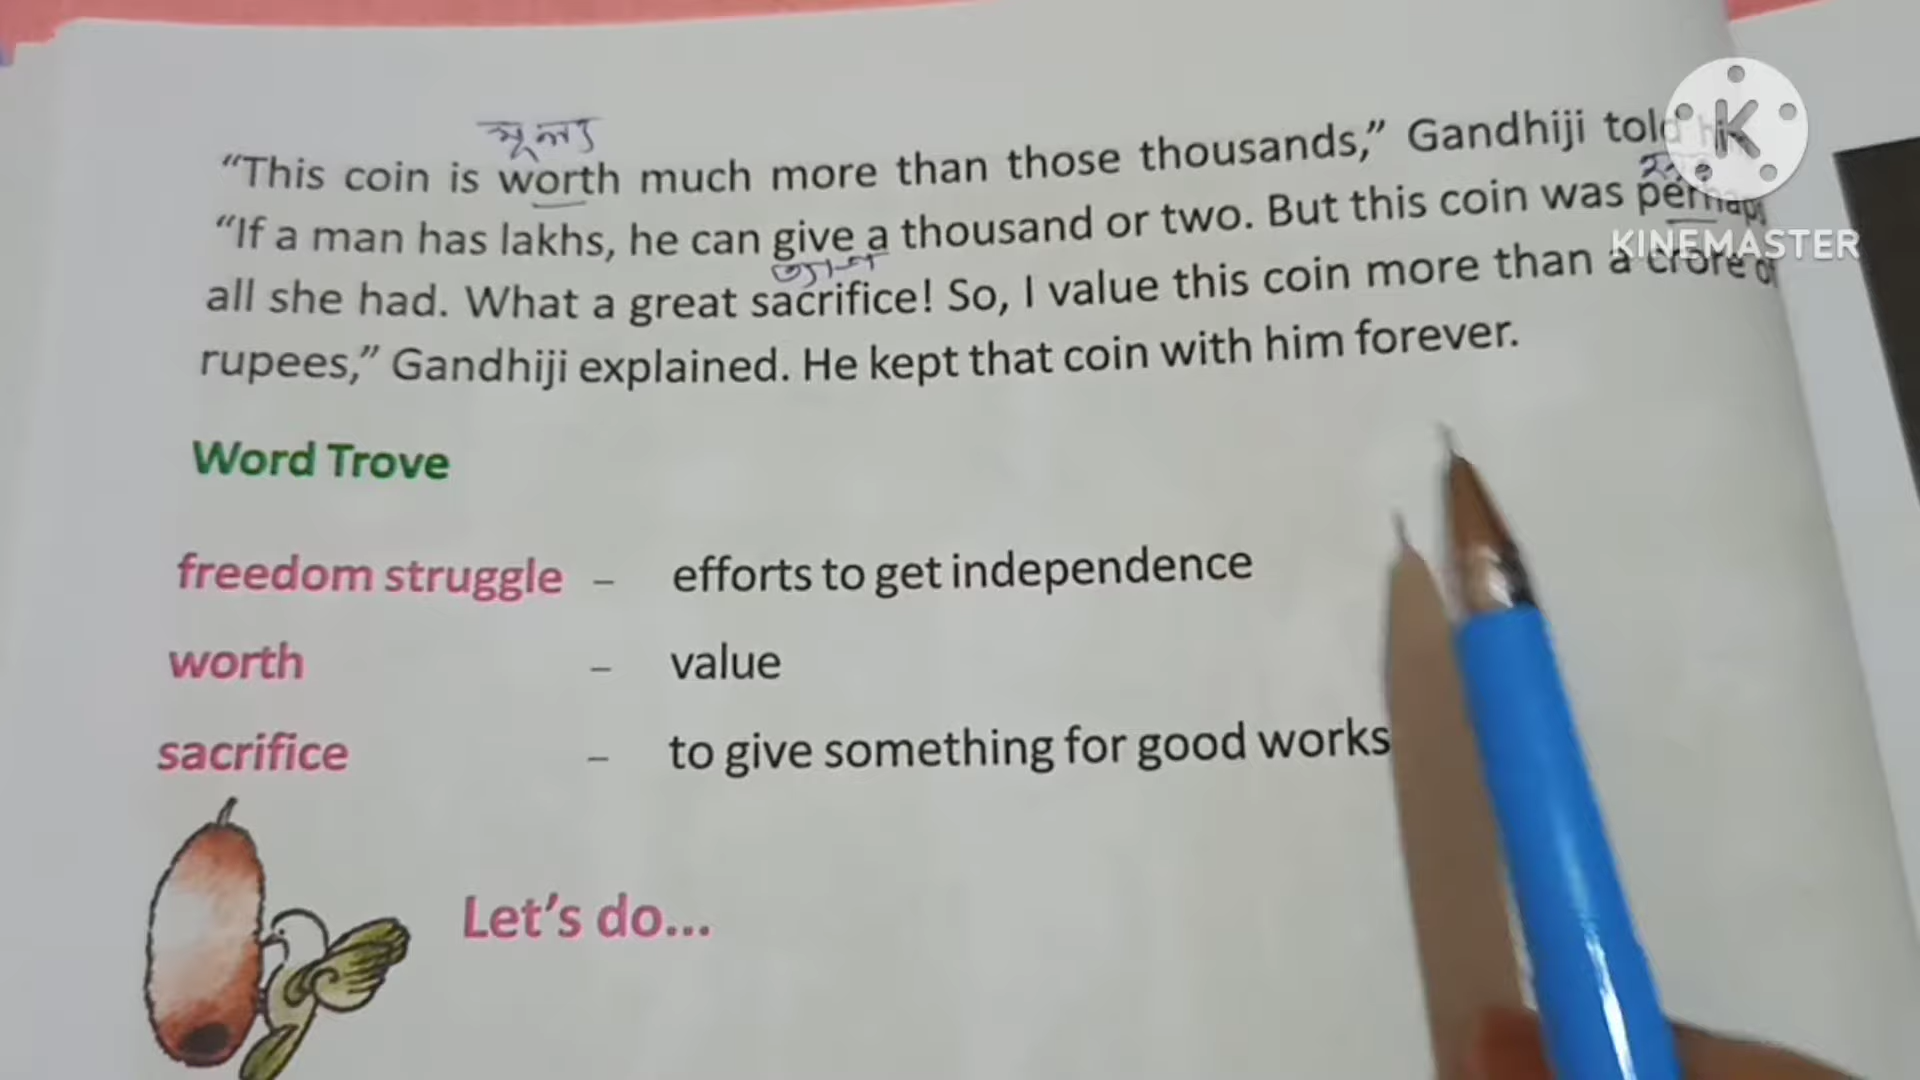 মূল্য
“This coin is worth much more than those thousands,” Gandhiji told
“If a man has lakhs, he can give a thousand or two. But this coin was perhaps
ত্যাগ
all she had. What a great sacrifice! So, I value this coin more than a crore of
rupees,” Gandhiji explained. He kept that coin with him forever.
KINEMASTER
Word Trove
freedom struggle – efforts to get independence
worth – value
sacrifice – to give something for good works
Let’s do...